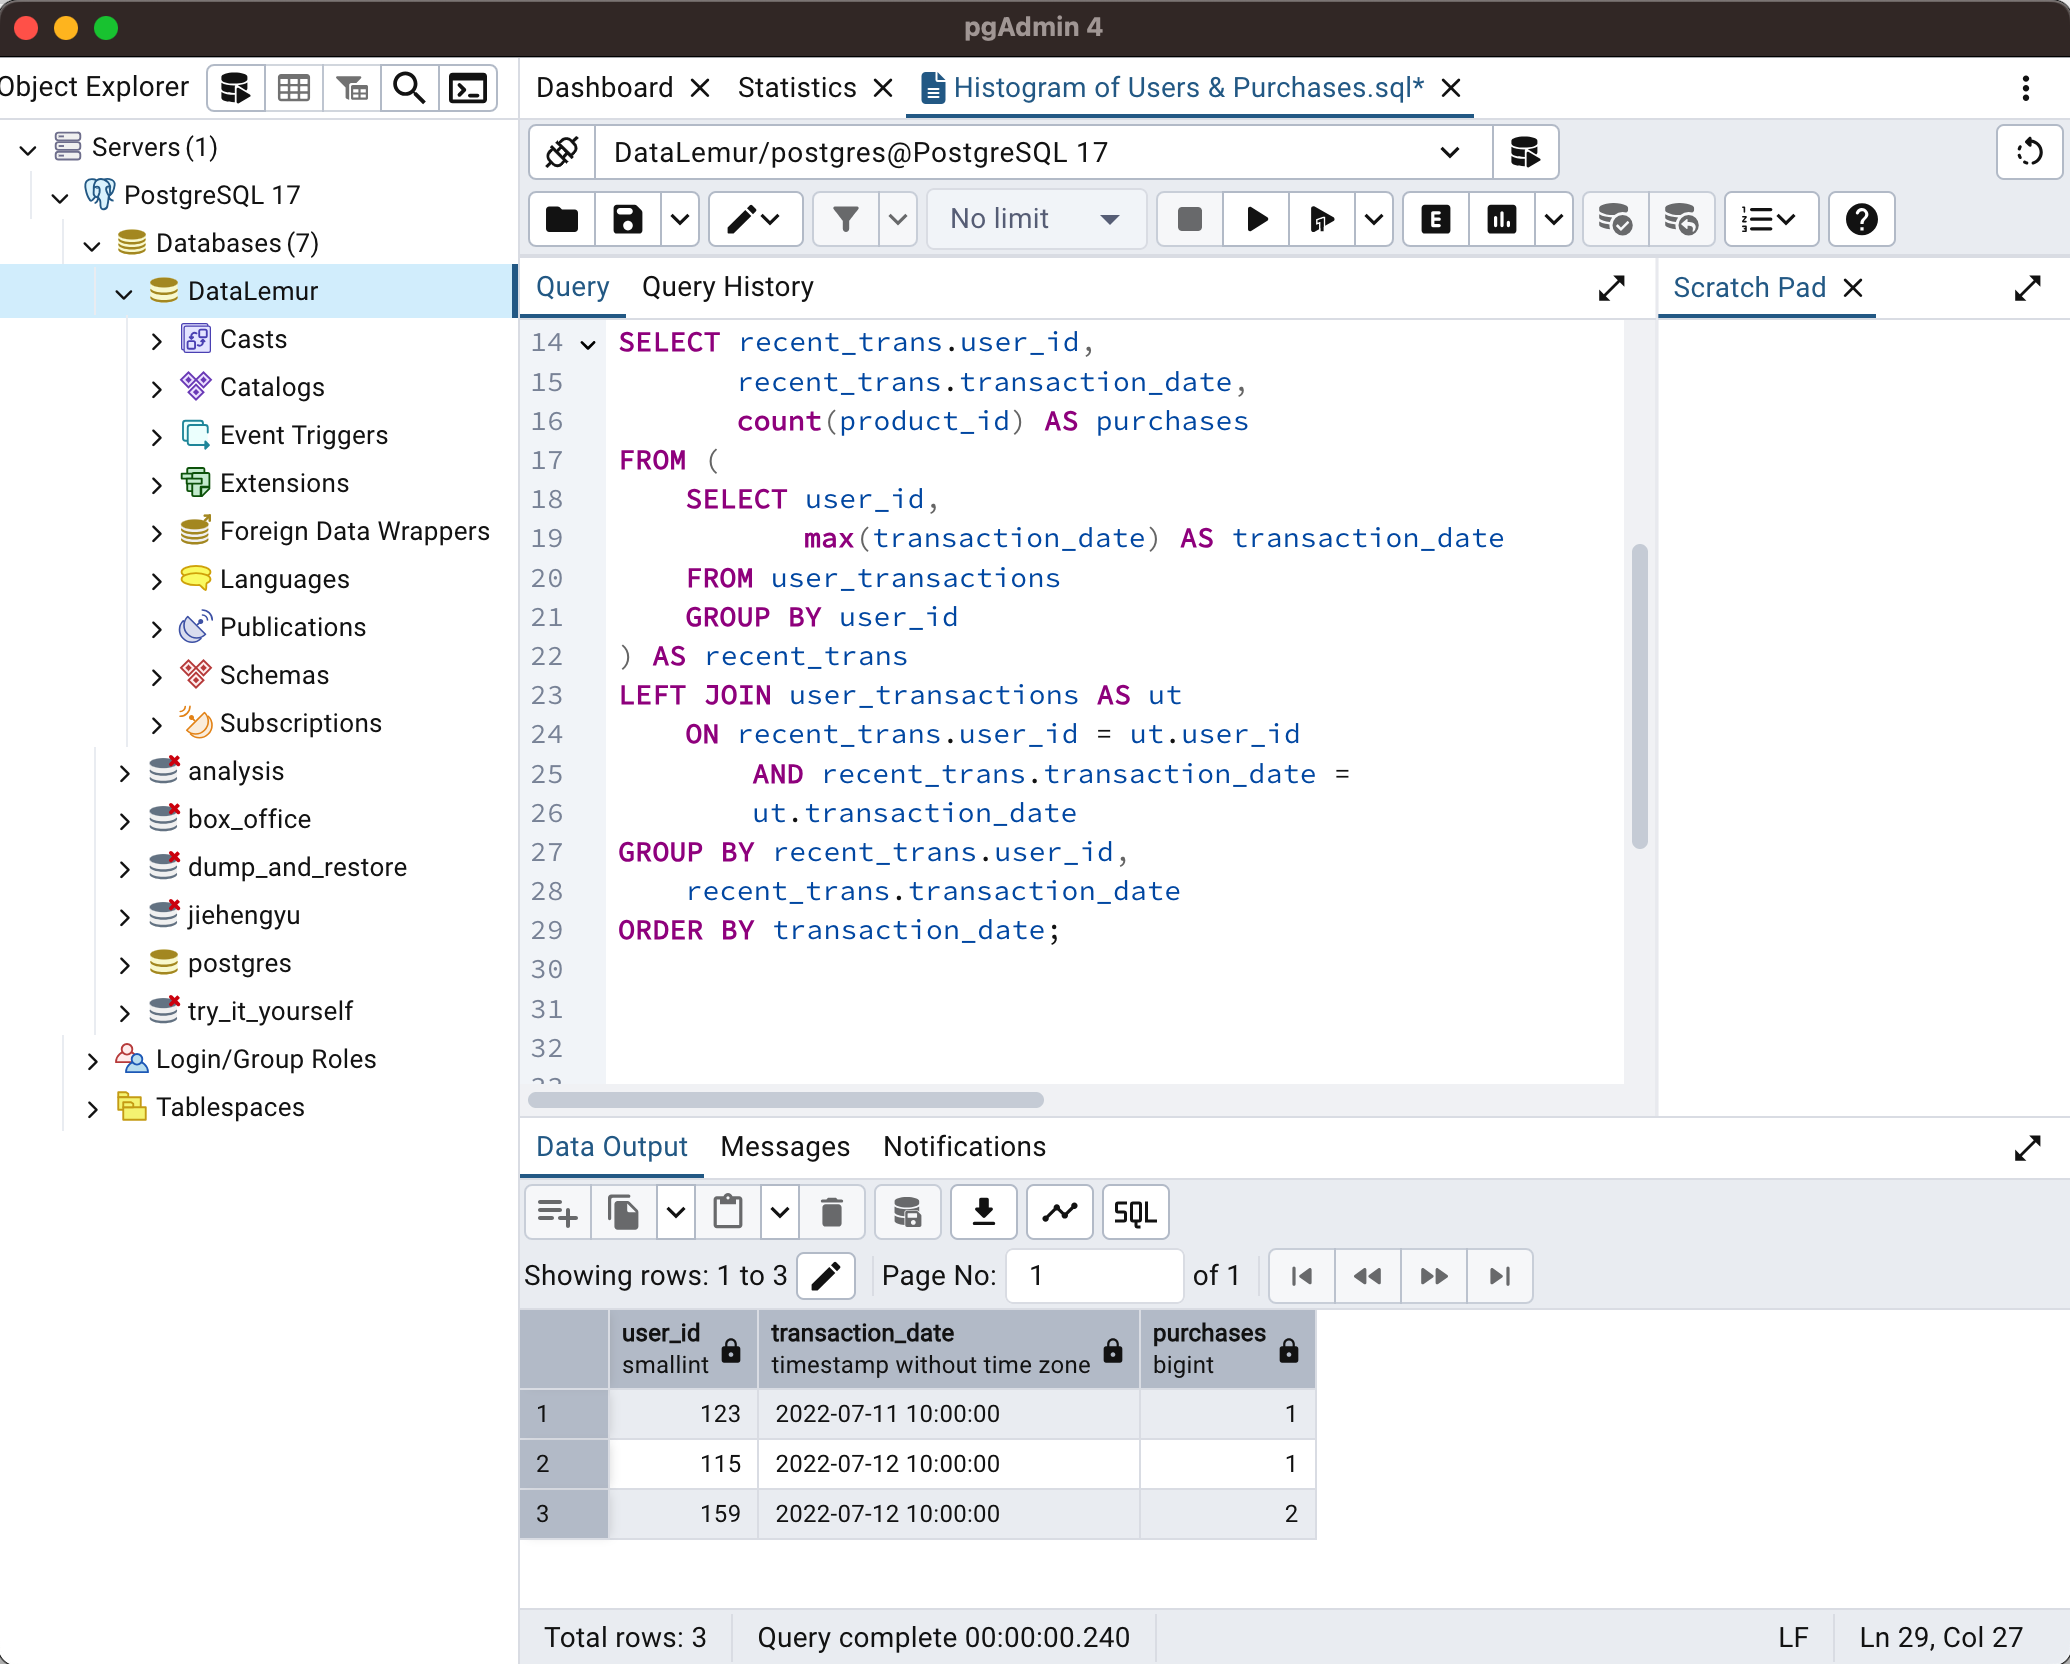 pgAdmin 4
Object Explorer
Servers (1)
PostgreSQL 17
Databases (7)
DataLemur
Casts
Catalogs
Event Triggers
Extensions
Foreign Data Wrappers
Languages
Publications
Schemas
Subscriptions
analysis
box_office
dump_and_restore
jiehengyu
postgres
try_it_yourself
Login/Group Roles
Tablespaces
Dashboard Statistics Histogram of Users & Purchases.sql*
DataLemur/postgres@PostgreSQL 17
No limit
E
Query Query History
Scratch Pad
14 SELECT recent_trans.user_id,
15 recent_trans.transaction_date,
16 count(product_id) AS purchases
17 FROM (
18 SELECT user_id,
19 max(transaction_date) AS transaction_date
20 FROM user_transactions
21 GROUP BY user_id
22 ) AS recent_trans
23 LEFT JOIN user_transactions AS ut
24 ON recent_trans.user_id = ut.user_id
25 AND recent_trans.transaction_date =
26 ut.transaction_date
27 GROUP BY recent_trans.user_id,
28 recent_trans.transaction_date
29 ORDER BY transaction_date;
30
31
32
Data Output Messages Notifications
SQL
Showing rows: 1 to 3 Page No: 1 of 1
user_id transaction_date purchases
smallint timestamp without time zone bigint
1 123 2022-07-11 10:00:00 1
2 115 2022-07-12 10:00:00 1
3 159 2022-07-12 10:00:00 2
Total rows: 3 Query complete 00:00:00.240 LF Ln 29, Col 27